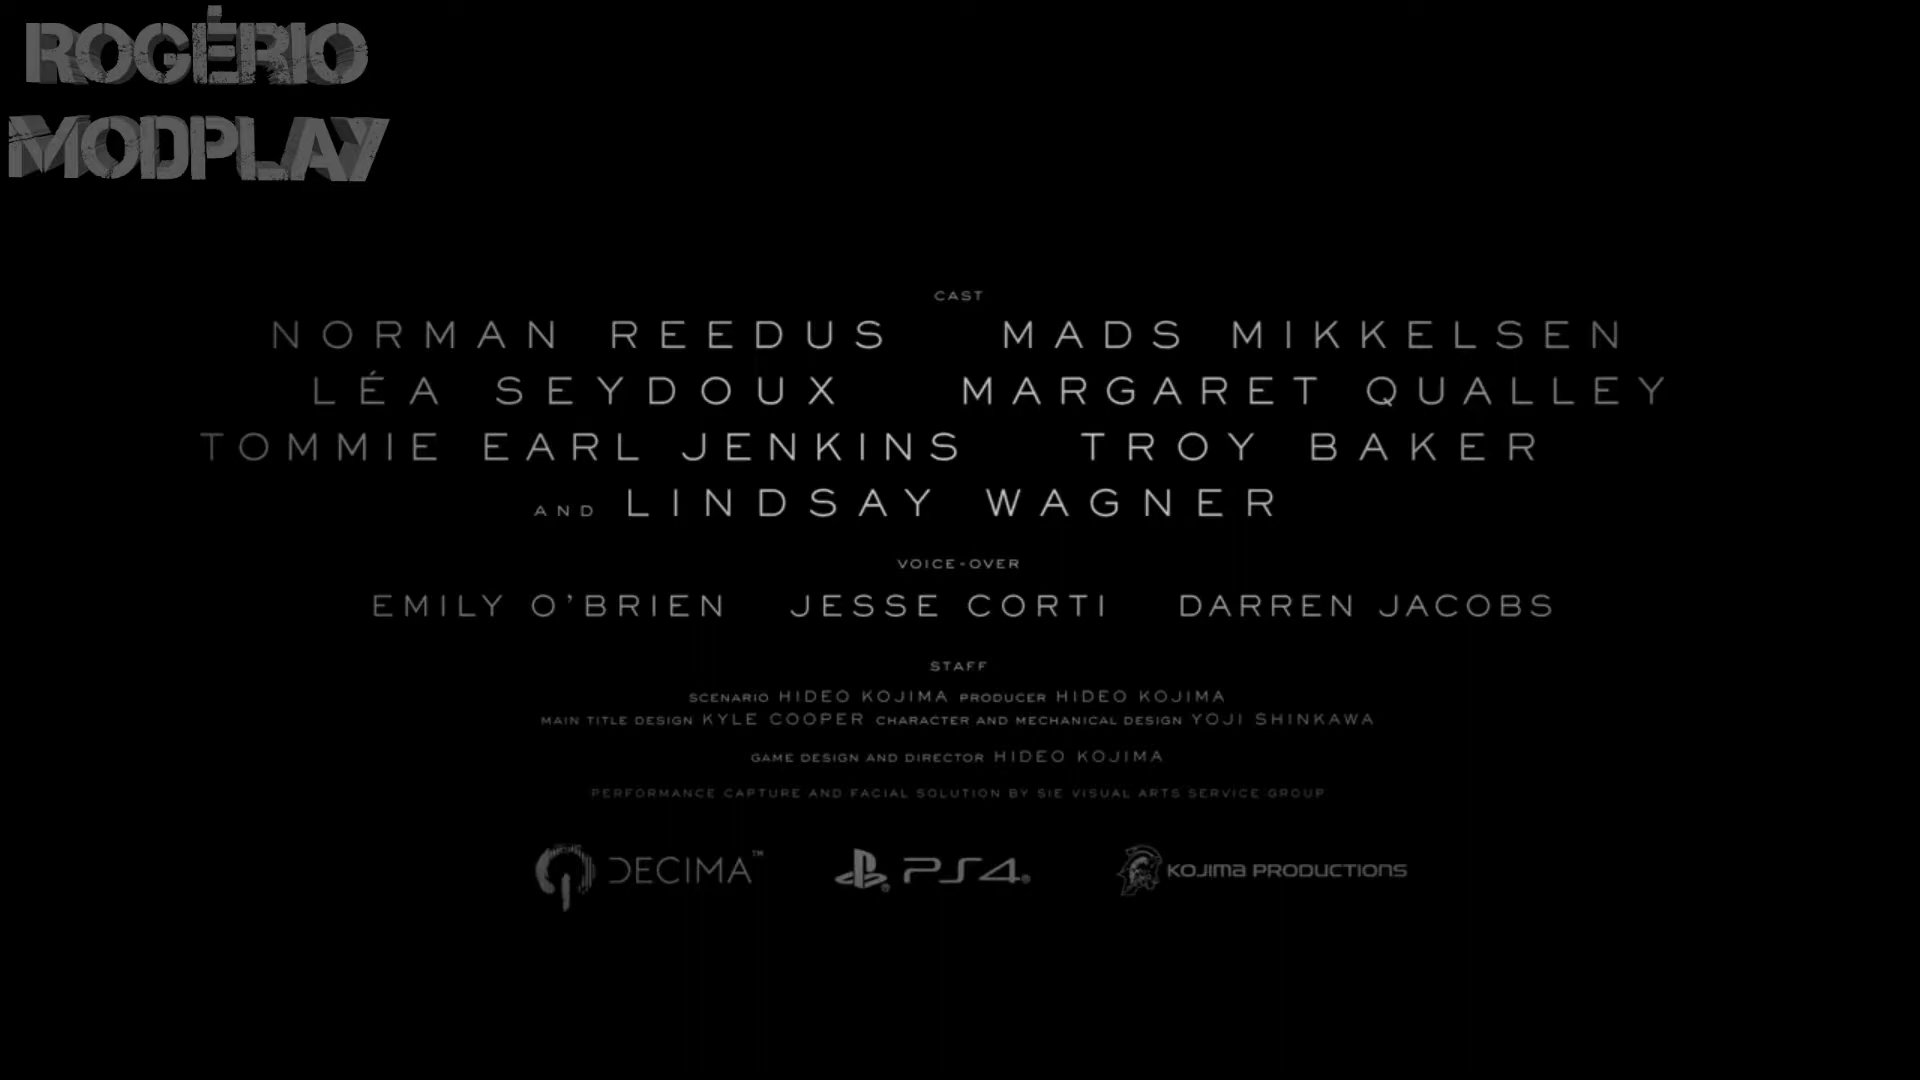 ROGÉRIO
MODPLAY
CAST
NORMAN REEDUS MADS MIKKELSEN
LÉA SEYDOUX MARGARET QUALLEY
TOMMIE EARL JENKINS TROY BAKER
AND LINDSAY WAGNER
VOICE-OVER
EMILY O'BRIEN JESSE CORTI DARREN JACOBS
STAFF
SCENARIO HIDEO KOJIMA PRODUCER HIDEO KOJIMA
MAIN TITLE DESIGN KYLE COOPER CHARACTER AND MECHANICAL DESIGN YOJI SHINKAWA
GAME DESIGN AND DIRECTOR HIDEO KOJIMA
PERFORMANCE CAPTURE AND FACIAL SOLUTION BY SIE VISUAL ARTS SERVICE GROUP
DECIMA™ PS4® KOJIMA PRODUCTIONS